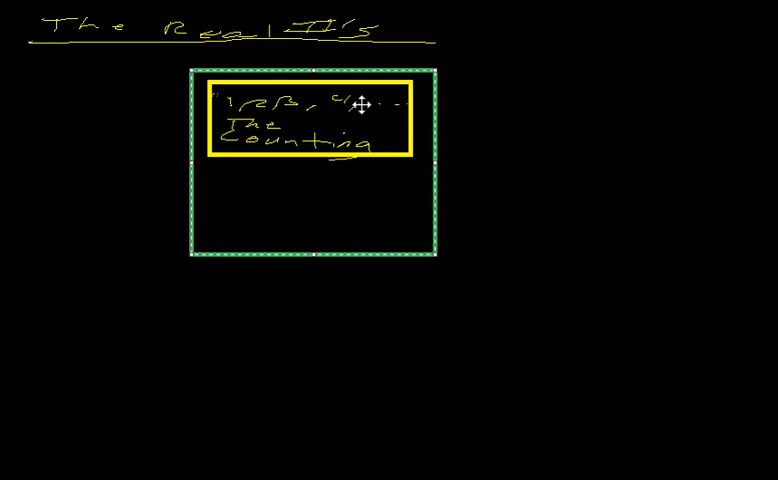 The Real #'s
1, 2, 3, 4, ...
The
Counting